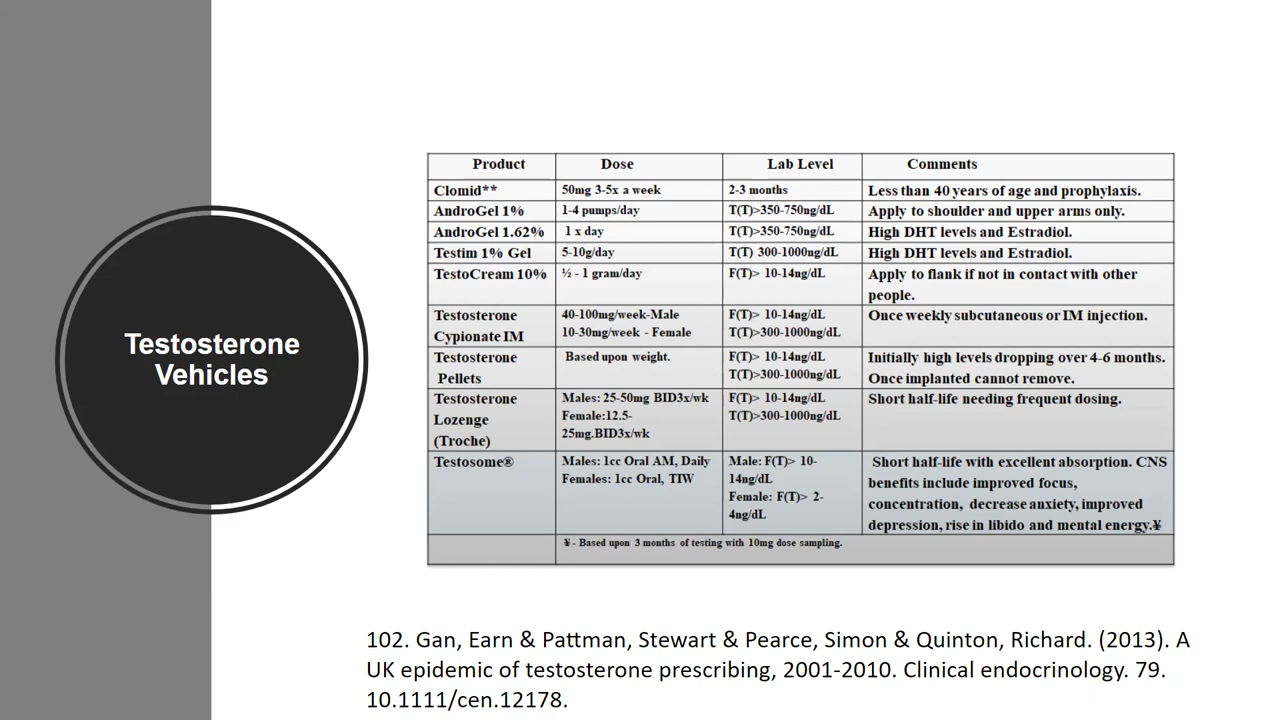 Testosterone
Vehicles
Product Dose Lab Level Comments
Clomid** 50mg 3-5x a week 2-3 months Less than 40 years of age and prophylaxis.
AndroGel 1% 1-4 pumps/day T(T)>350-750ng/dL Apply to shoulder and upper arms only.
AndroGel 1.62% 1 x day T(T)>350-750ng/dL High DHT levels and Estradiol.
Testim 1% Gel 5-10g/day T(T) 300-1000ng/dL High DHT levels and Estradiol.
TestoCream 10% ½ - 1 gram/day F(T)> 10-14ng/dL Apply to flank if not in contact with other
people.
Testosterone 40-100mg/week-Male F(T)> 10-14ng/dL Once weekly subcutaneous or IM injection.
Cypionate IM 10-30mg/week - Female T(T)>300-1000ng/dL
Testosterone Based upon weight. F(T)> 10-14ng/dL Initially high levels dropping over 4-6 months.
Pellets T(T)>300-1000ng/dL Once implanted cannot remove.
Testosterone Males: 25-50mg BID3x/wk F(T)> 10-14ng/dL Short half-life needing frequent dosing.
Lozenge Female:12.5- T(T)>300-1000ng/dL
(Troche) 25mg.BID3x/wk
Testosome® Males: 1cc Oral AM, Daily Male: F(T)> 10- Short half-life with excellent absorption. CNS
Females: 1cc Oral, TIW 14ng/dL benefits include improved focus,
Female: F(T)> 2- concentration, decrease anxiety, improved
4ng/dL depression, rise in libido and mental energy.¥
¥ - Based upon 3 months of testing with 10mg dose sampling.
102. Gan, Earn & Pattman, Stewart & Pearce, Simon & Quinton, Richard. (2013). A
UK epidemic of testosterone prescribing, 2001-2010. Clinical endocrinology. 79.
10.1111/cen.12178.